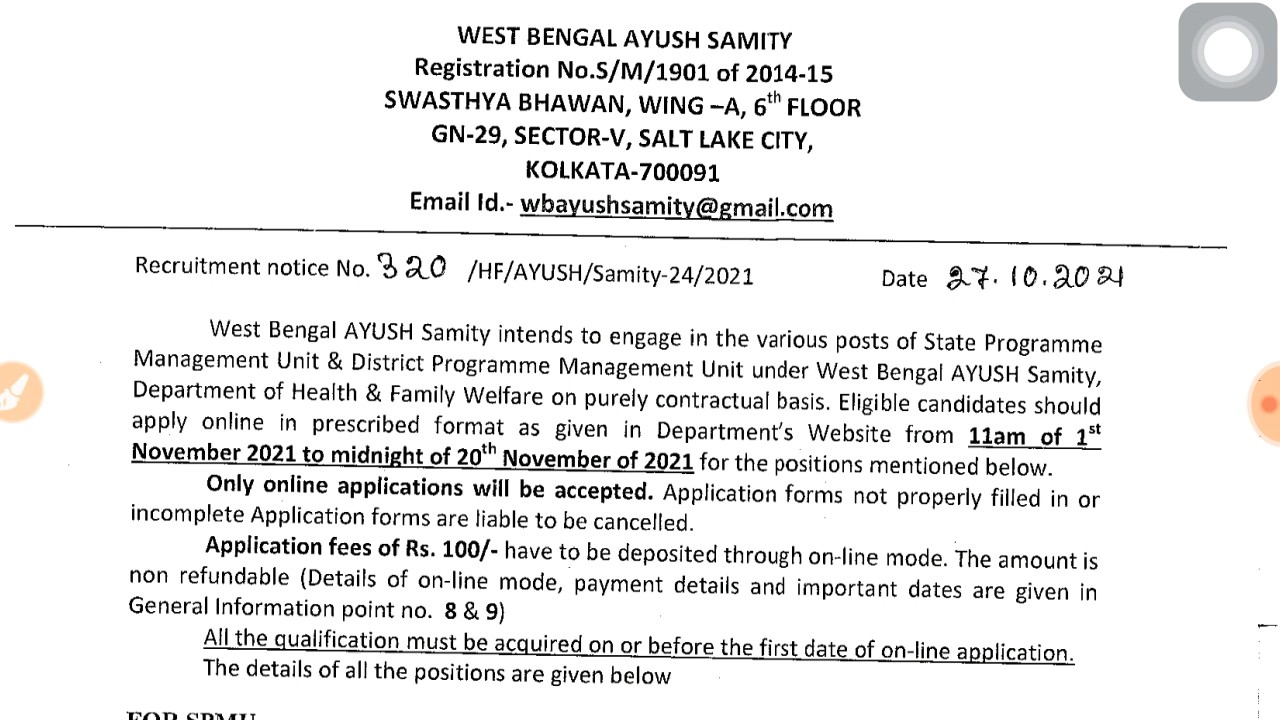 WEST BENGAL AYUSH SAMITY
Registration No.S/M/1901 of 2014-15
SWASTHYA BHAWAN, WING –A, 6th FLOOR
GN-29, SECTOR-V, SALT LAKE CITY,
KOLKATA-700091
Email Id.- wbayushsamity@gmail.com
Recruitment notice No. 320 /HF/AYUSH/Samity-24/2021 Date 27.10.2021
West Bengal AYUSH Samity intends to engage in the various posts of State Programme
Management Unit & District Programme Management Unit under West Bengal AYUSH Samity,
Department of Health & Family Welfare on purely contractual basis. Eligible candidates should
apply online in prescribed format as given in Department's Website from 11am of 1st
November 2021 to midnight of 20th November of 2021 for the positions mentioned below.
Only online applications will be accepted. Application forms not properly filled in or
incomplete Application forms are liable to be cancelled.
Application fees of Rs. 100/- have to be deposited through on-line mode. The amount is
non refundable (Details of on-line mode, payment details and important dates are given in
General Information point no. 8 & 9)
All the qualification must be acquired on or before the first date of on-line application.
The details of all the positions are given below
FOR SPMU